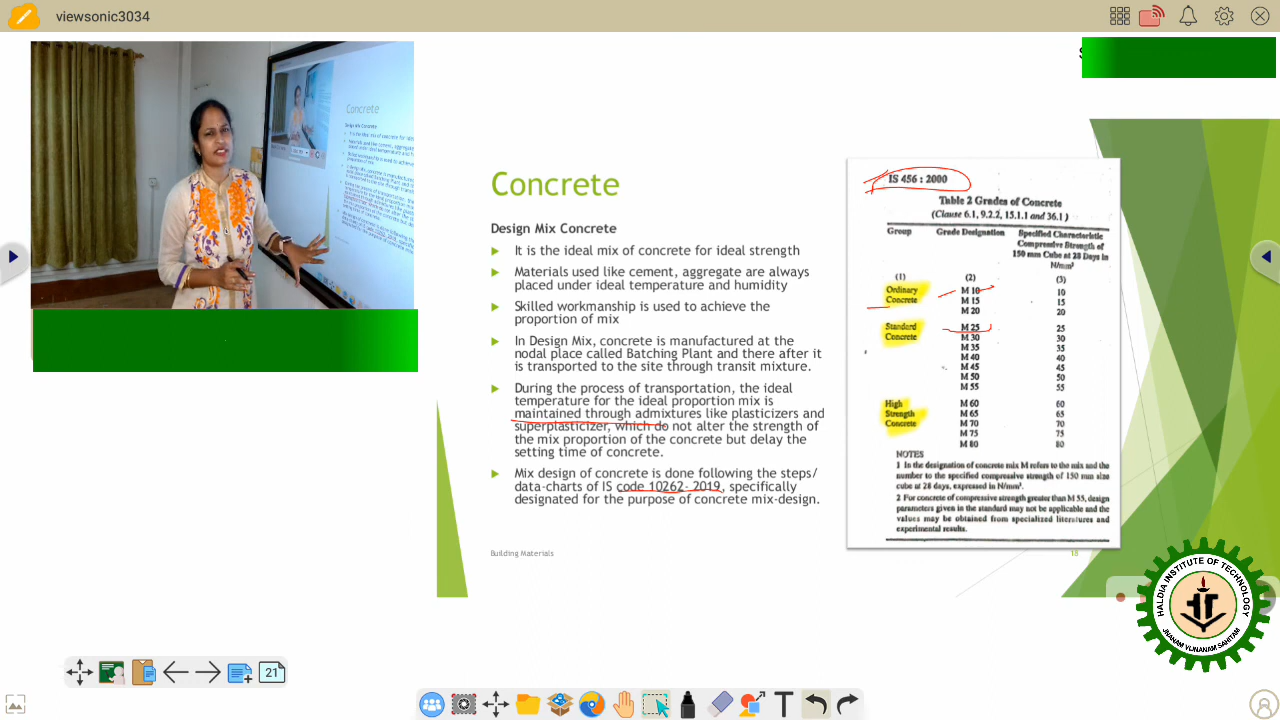 viewsonic3034
Concrete
Design Mix Concrete
It is the ideal mix of concrete for ideal strength
Materials used like cement, aggregate are always
placed under ideal temperature and humidity
Skilled workmanship is used to achieve the
proportion of mix
In Design Mix, concrete is manufactured at the
nodal place called Batching Plant and there after it
is transported to the site through transit mixture.
During the process of transportation, the ideal
temperature for the ideal proportion mix is
maintained through admixtures like plasticizers and
superplasticizer, which do not alter the strength of
the mix proportion of the concrete but delay the
setting time of concrete.
Mix design of concrete is done following the steps/
data-charts of IS code 10262- 2019, specifically
designated for the purpose of concrete mix-design.
Building Materials
18
IS 456 : 2000
Table 2 Grades of Concrete
(Clause 6.1, 9.2.2, 15.1.1 and 36.1)
Group Grade Designation Specified Characteristic
Compressive Strength of
150 mm Cube at 28 Days in
N/mm²
(1) (2) (3)
Ordinary M 10 10
Concrete M 15 15
M 20 20
Standard M 25 25
Concrete M 30 30
M 35 35
M 40 40
M 45 45
M 50 50
M 55 55
High M 60 60
Strength M 65 65
Concrete M 70 70
M 75 75
M 80 80
NOTES
1 In the designation of concrete mix M refers to the mix and the
number to the specified compressive strength of 150 mm size
cube at 28 days, expressed in N/mm².
2 For concrete of compressive strength greater than M 55, design
parameters given in the standard may not be applicable and the
values may be obtained from specialized literatures and
experimental results.
HALDIA INSTITUTE OF TECHNOLOGY
JNANAM VIJNANAM SAHITAM
21